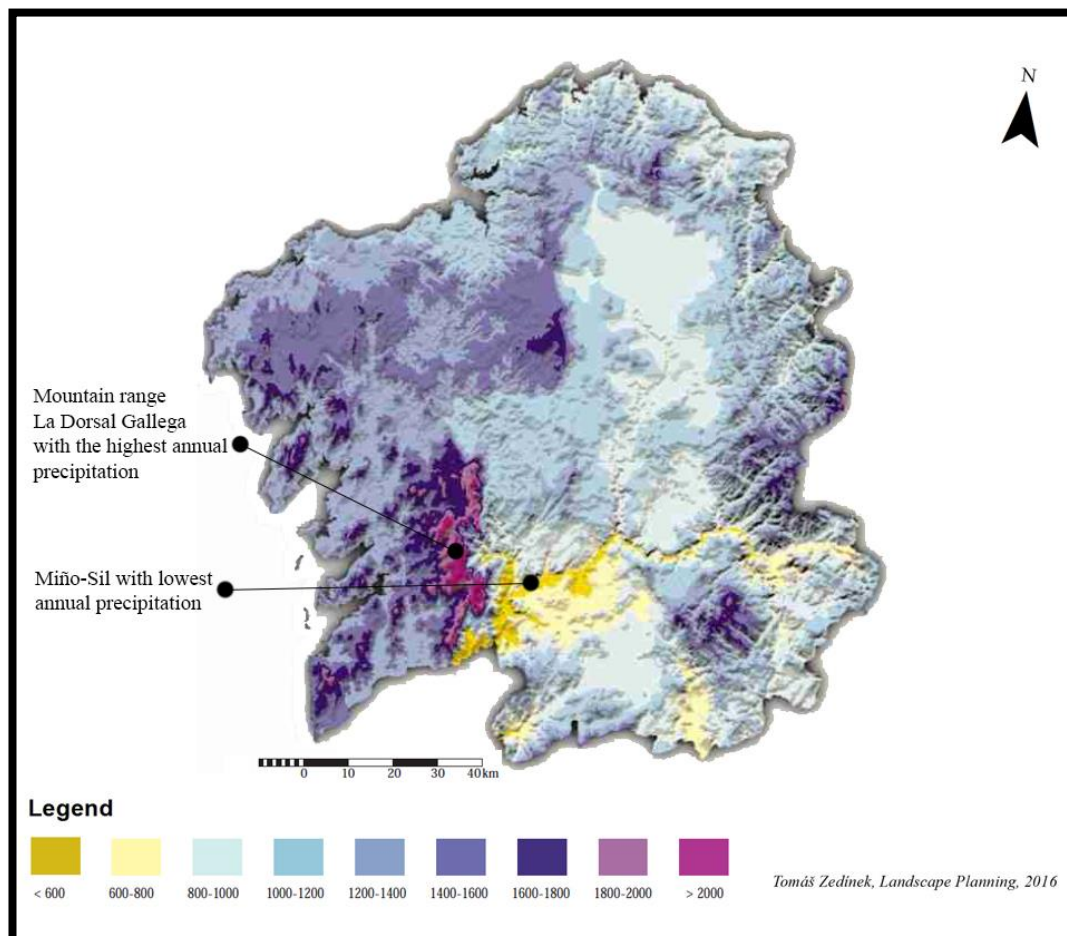 N
Mountain range
La Dorsal Gallega
with the highest annual
precipitation
Miño-Sil with lowest
annual precipitation
0 10 20 30 40 km
Legend
< 600 600-800 800-1000 1000-1200 1200-1400 1400-1600 1600-1800 1800-2000 > 2000
Tomáš Zedínek, Landscape Planning, 2016